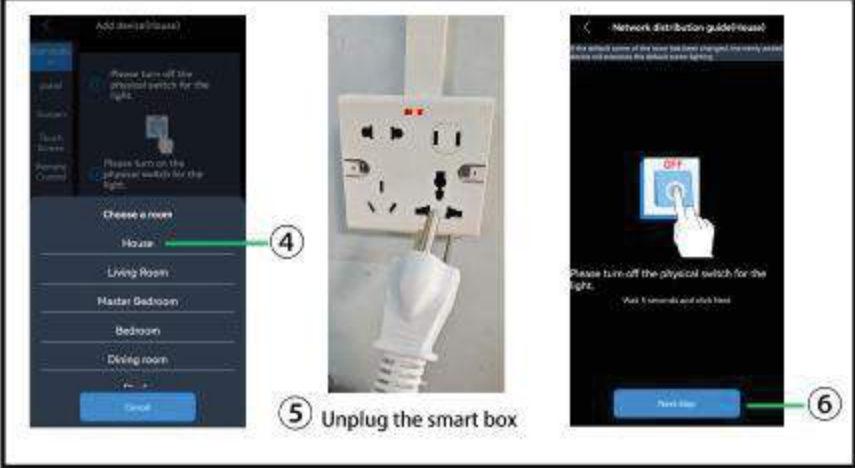 Add device(House)
Please turn off the
physical switch for the
light.
Please turn on the
physical switch for the
light.
Choose a room
House
④
Living Room
Master Bedroom
Bedroom
Dining room
Cancel
⑤ Unplug the smart box
Network distribution guide(House)
OFF
Please turn off the physical switch for the
light.
Wait 5 seconds and click Next
Next Step
⑥